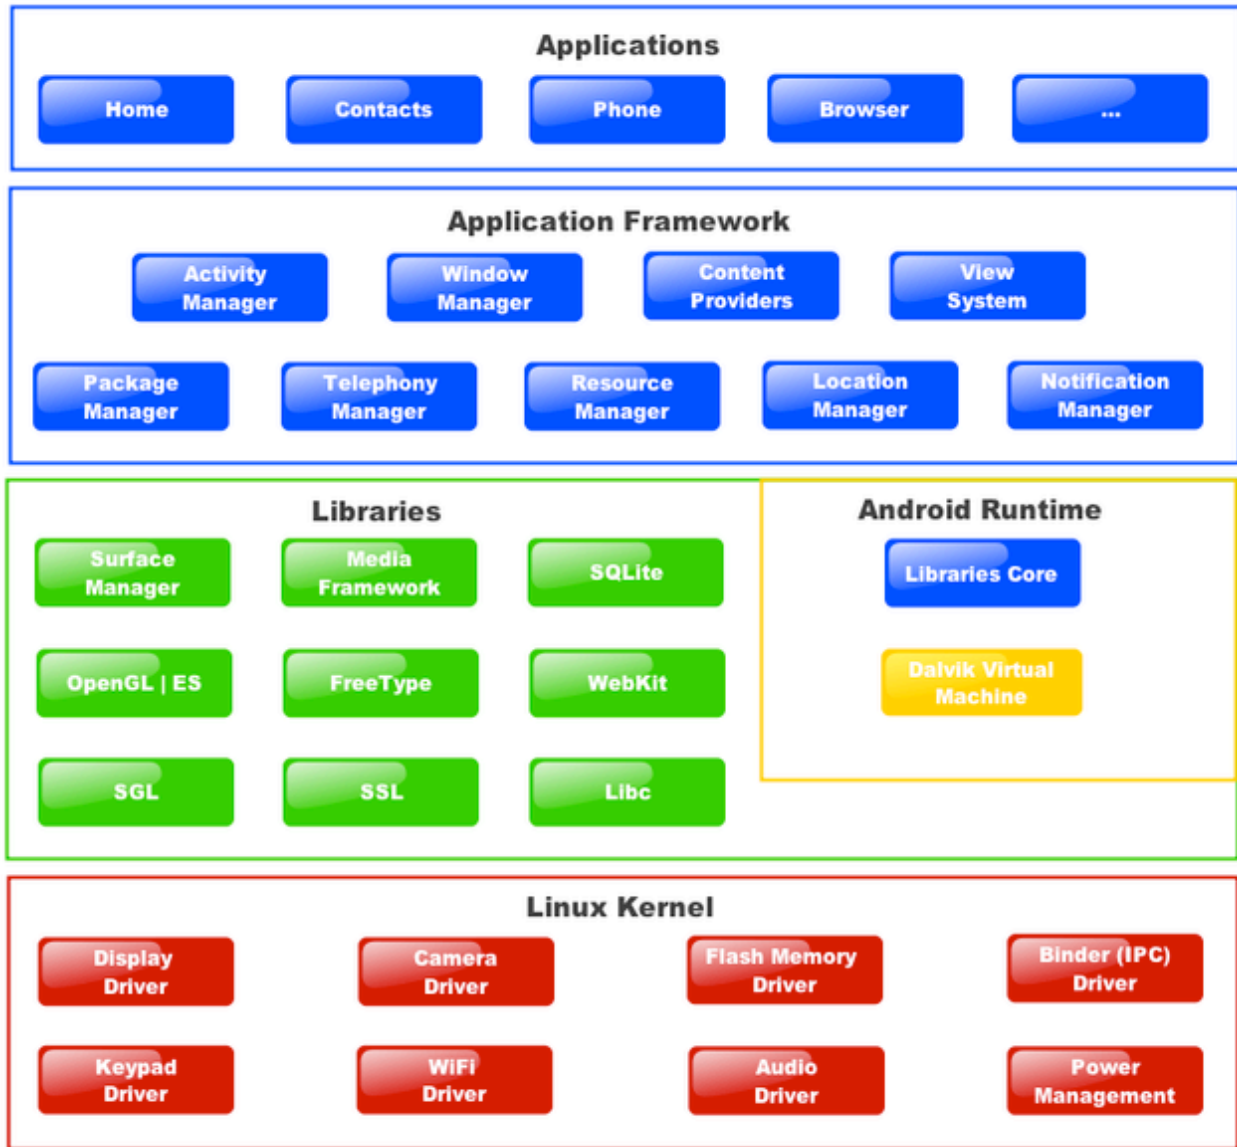 Applications
Home
Contacts
Phone
Browser
...
Application Framework
Activity
Manager
Window
Manager
Content
Providers
View
System
Package
Manager
Telephony
Manager
Resource
Manager
Location
Manager
Notification
Manager
Libraries
Surface
Manager
Media
Framework
SQLite
OpenGL | ES
FreeType
WebKit
SGL
SSL
Libc
Android Runtime
Libraries Core
Dalvik Virtual
Machine
Linux Kernel
Display
Driver
Camera
Driver
Flash Memory
Driver
Binder (IPC)
Driver
Keypad
Driver
WiFi
Driver
Audio
Driver
Power
Management